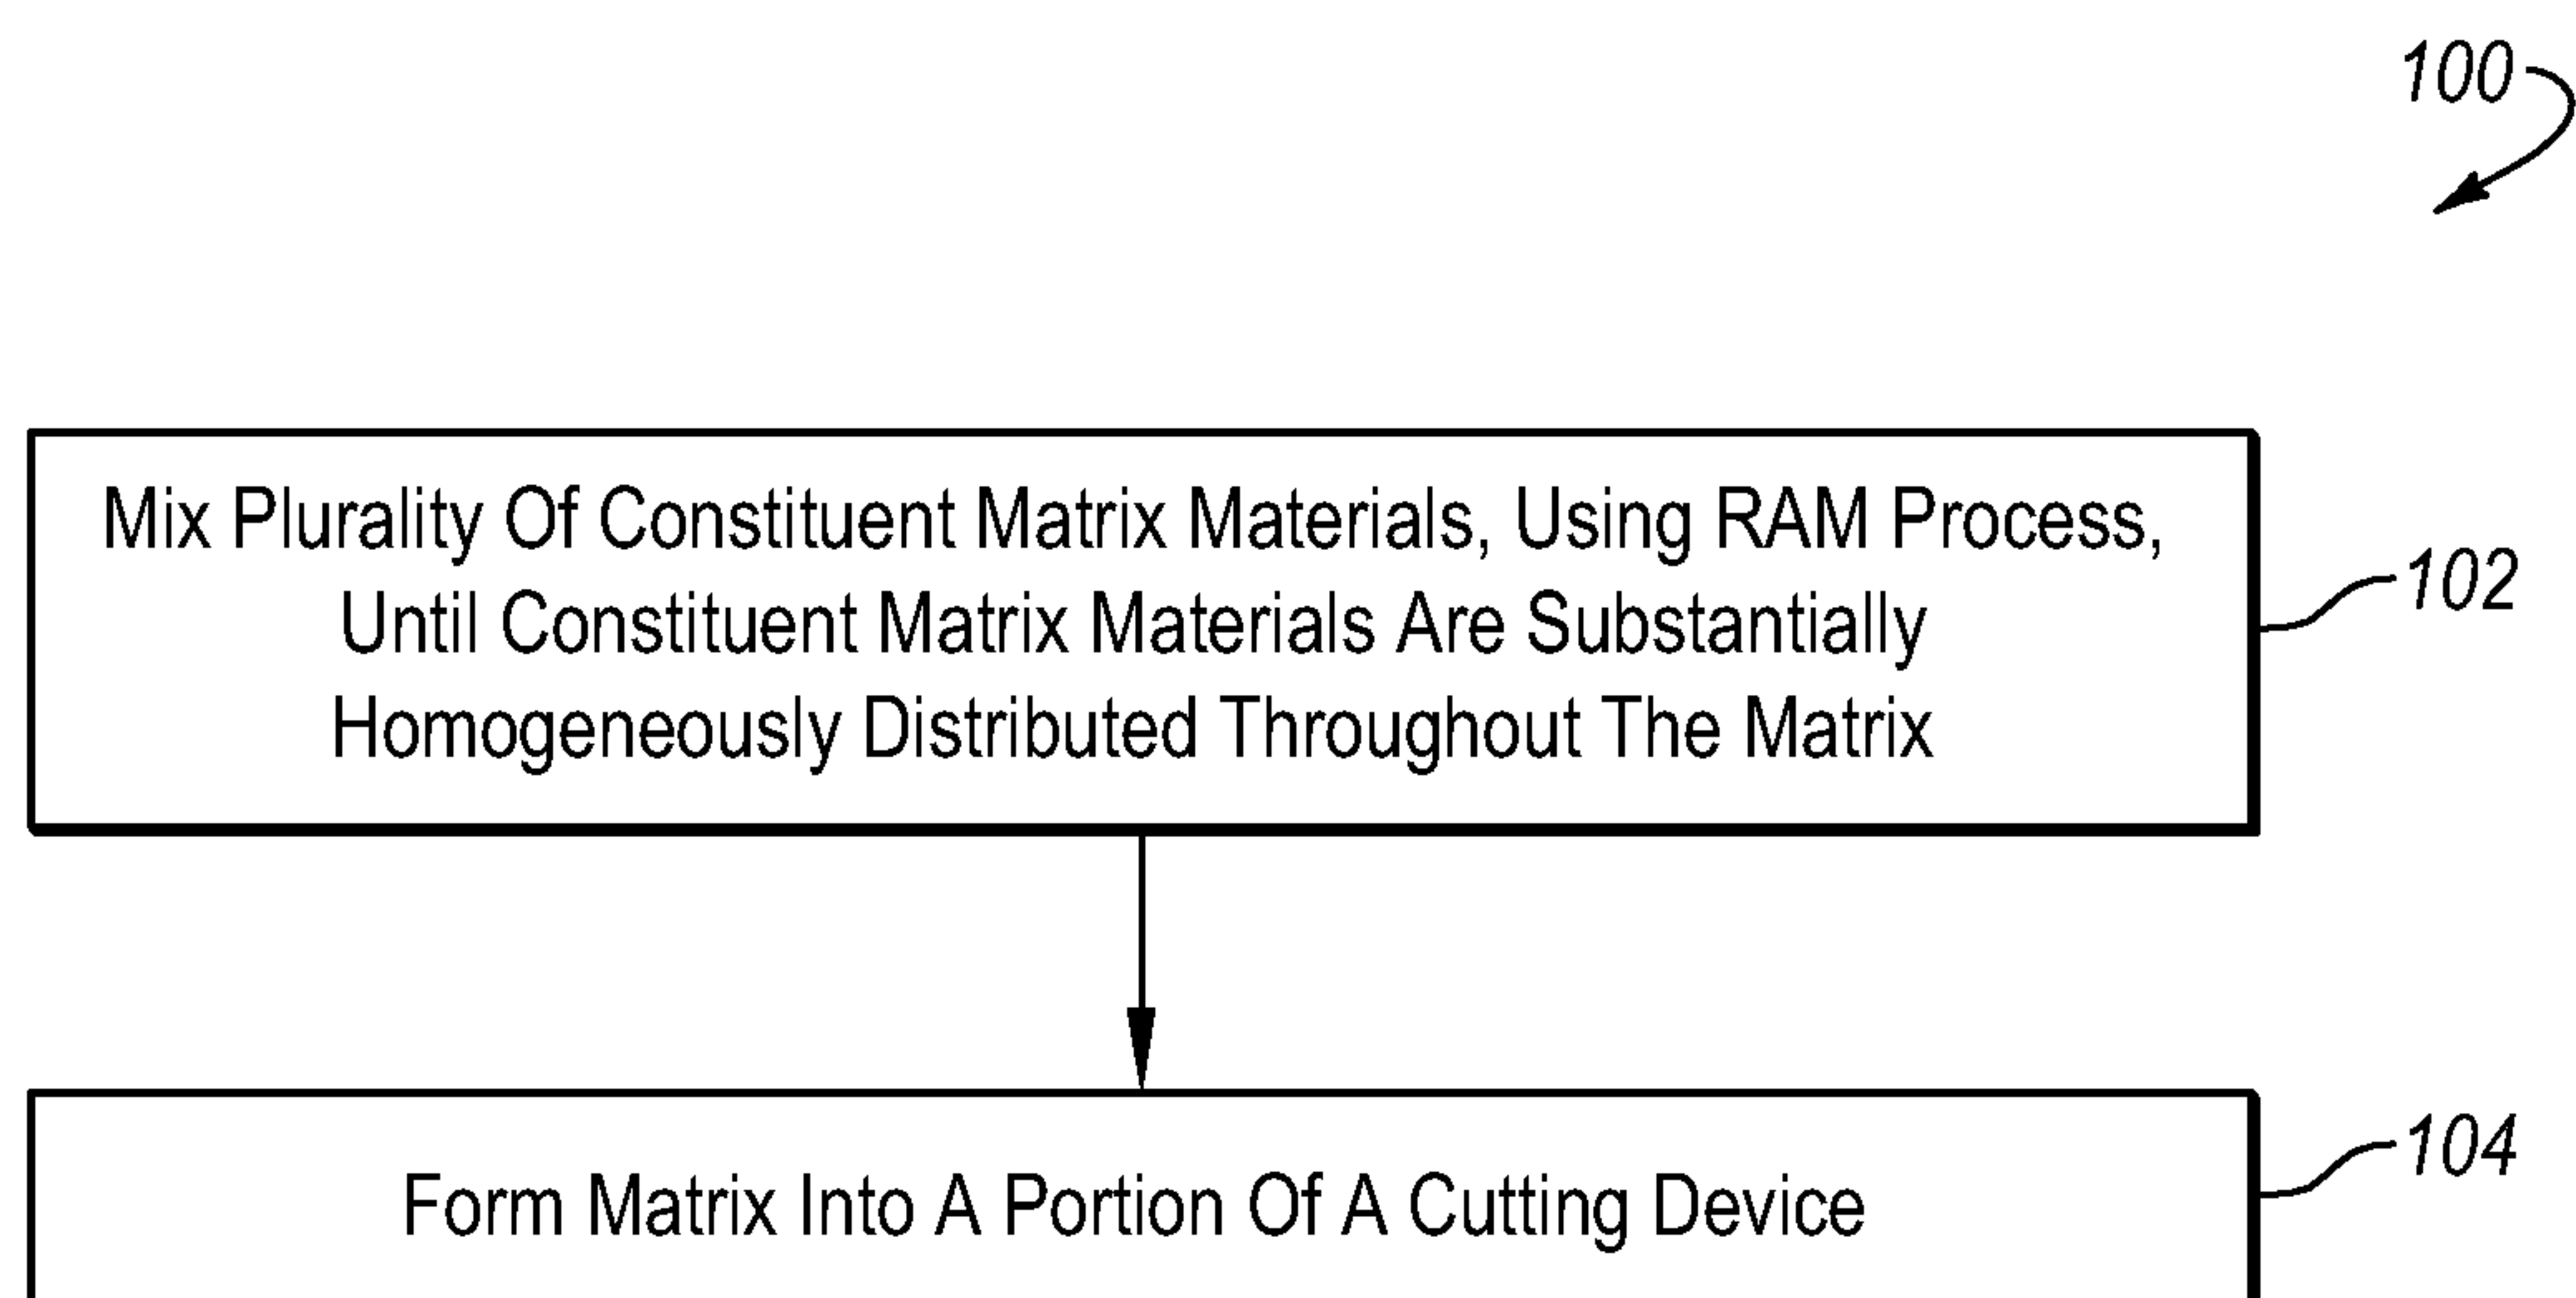 100
Mix Plurality Of Constituent Matrix Materials, Using RAM Process,
Until Constituent Matrix Materials Are Substantially
Homogeneously Distributed Throughout The Matrix
102
Form Matrix Into A Portion Of A Cutting Device
104